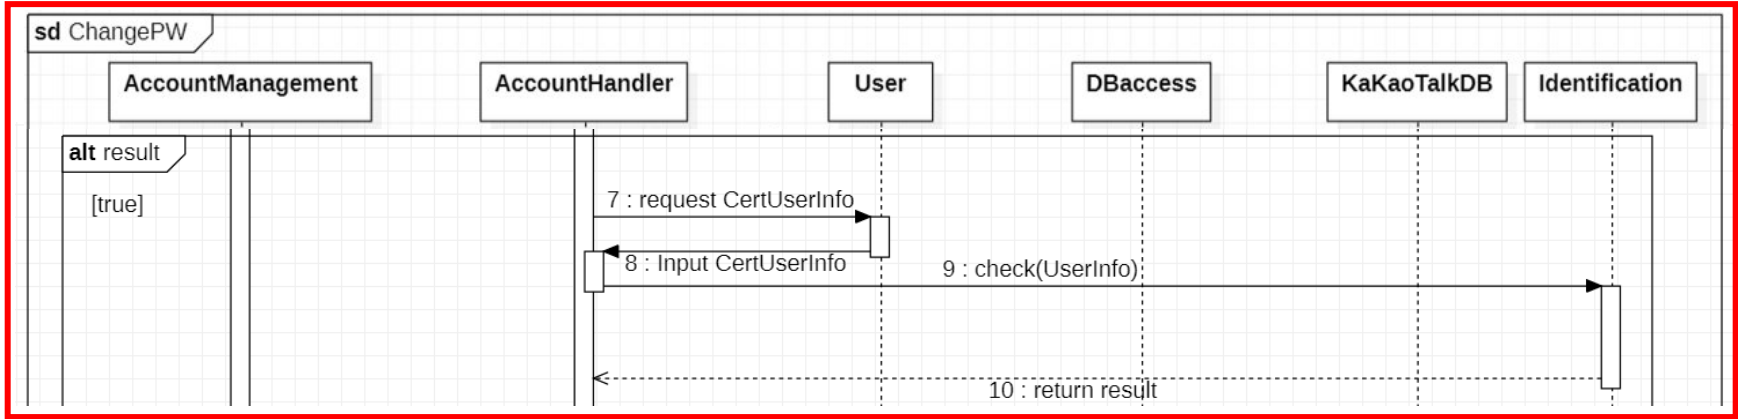 sd ChangePW
AccountManagement
AccountHandler
User
DBaccess
KaKaoTalkDB
Identification
alt result
[true]
7 : request CertUserInfo
8 : Input CertUserInfo
9 : check(UserInfo)
10 : return result